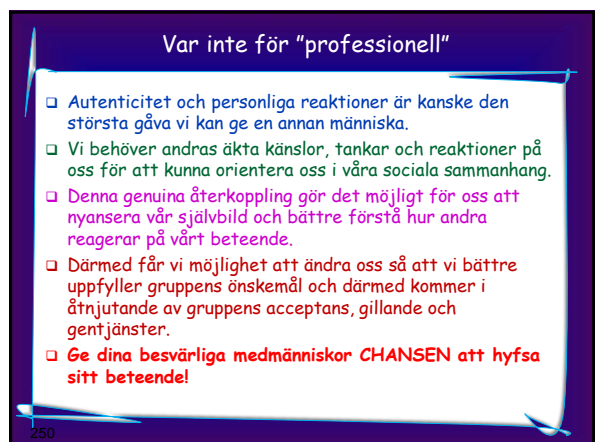 Var inte för "professionell"
❑ Autenticitet och personliga reaktioner är kanske den
största gåva vi kan ge en annan människa.
❑ Vi behöver andras äkta känslor, tankar och reaktioner på
oss för att kunna orientera oss i våra sociala sammanhang.
❑ Denna genuina återkoppling gör det möjligt för oss att
nyansera vår självbild och bättre förstå hur andra
reagerar på vårt beteende.
❑ Därmed får vi möjlighet att ändra oss så att vi bättre
uppfyller gruppens önskemål och därmed kommer i
åtnjutande av gruppens acceptans, gillande och
gentjänster.
❑ Ge dina besvärliga medmänniskor CHANSEN att hyfsa
sitt beteende!
250